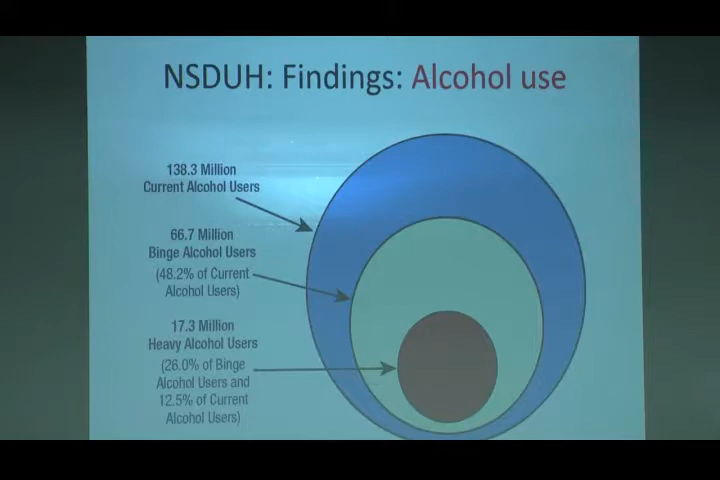 NSDUH: Findings: Alcohol use
138.3 Million
Current Alcohol Users
66.7 Million
Binge Alcohol Users
(48.2% of Current
Alcohol Users)
17.3 Million
Heavy Alcohol Users
(26.0% of Binge
Alcohol Users and
12.5% of Current
Alcohol Users)